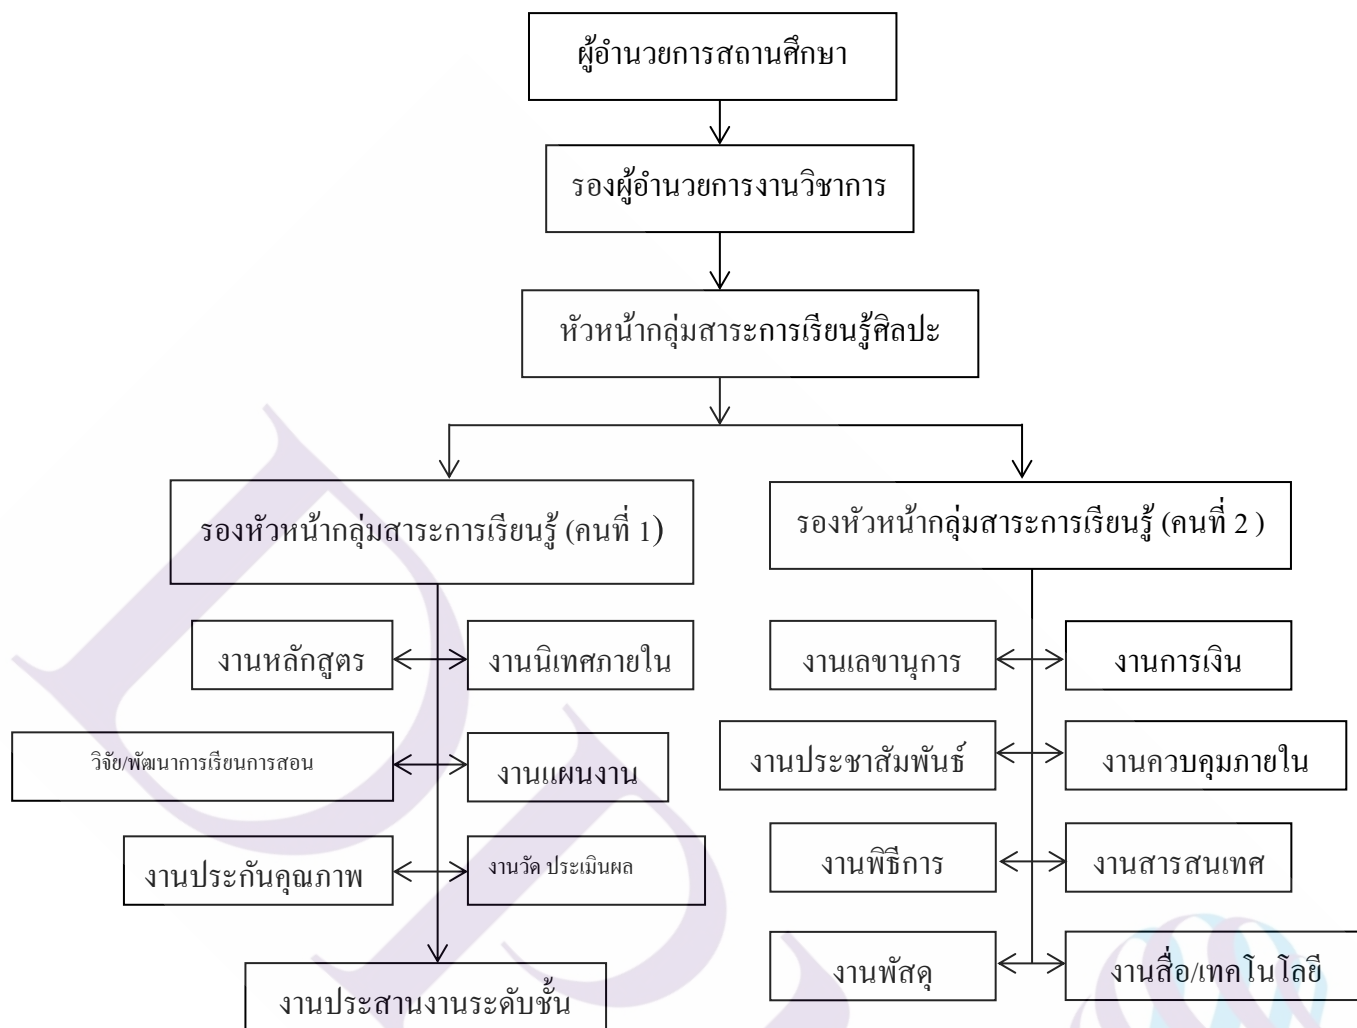 ผู้อำนวยการสถานศึกษา
รองผู้อำนวยการงานวิชาการ
หัวหน้ากลุ่มสาระการเรียนรู้ศิลปะ
รองหัวหน้ากลุ่มสาระการเรียนรู้ (คนที่ 1)
รองหัวหน้ากลุ่มสาระการเรียนรู้ (คนที่ 2 )
งานหลักสูตร
งานนิเทศภายใน
งานเลขานุการ
งานการเงิน
วิจัย/พัฒนาการเรียนการสอน
งานแผนงาน
งานประชาสัมพันธ์
งานควบคุมภายใน
งานประกันคุณภาพ
งานวัด ประเมินผล
งานพิธีการ
งานสารสนเทศ
งานประสานงานระดับชั้น
งานพัสดุ
งานสื่อ/เทคโนโลยี